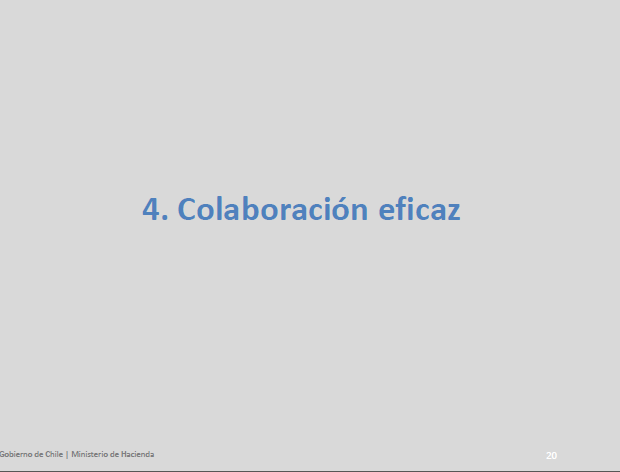 4. Colaboración eficaz
Gobierno de Chile | Ministerio de Hacienda
20